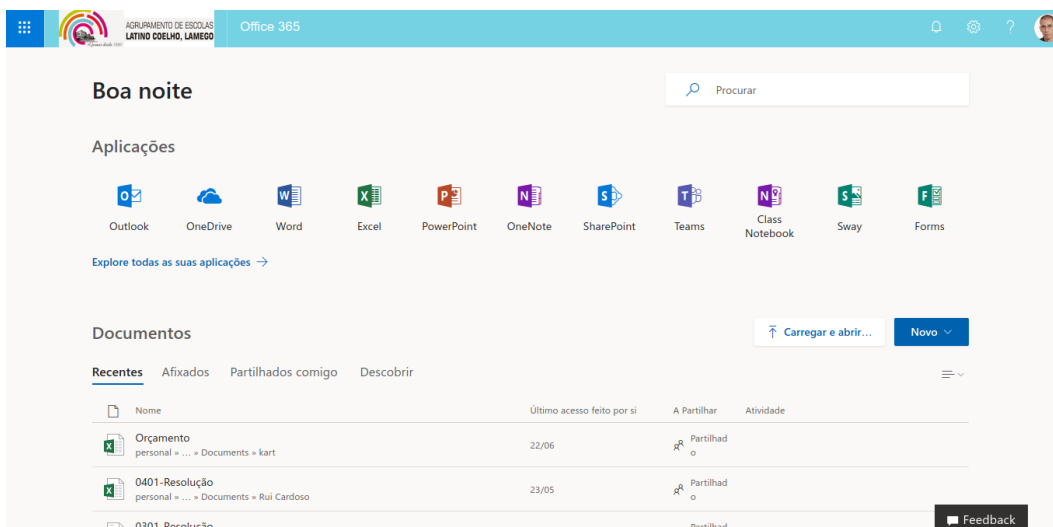 AGRUPAMENTO DE ESCOLAS
LATINO COELHO, LAMEGO
Office 365
Boa noite
Procurar
Aplicações
Outlook
OneDrive
Word
Excel
PowerPoint
OneNote
SharePoint
Teams
Class
Notebook
Sway
Forms
Explore todas as suas aplicações →
Documentos
Carregar e abrir...
Novo
Recentes Afixados Partilhados comigo Descobrir
Nome Último acesso feito por si A Partilhar Atividade
Orçamento
personal » ... » Documents » kart
22/06
Partilhad
o
0401-Resolução
personal » ... » Documents » Rui Cardoso
23/05
Partilhad
o
0301-Resolução
Partilhad
Feedback